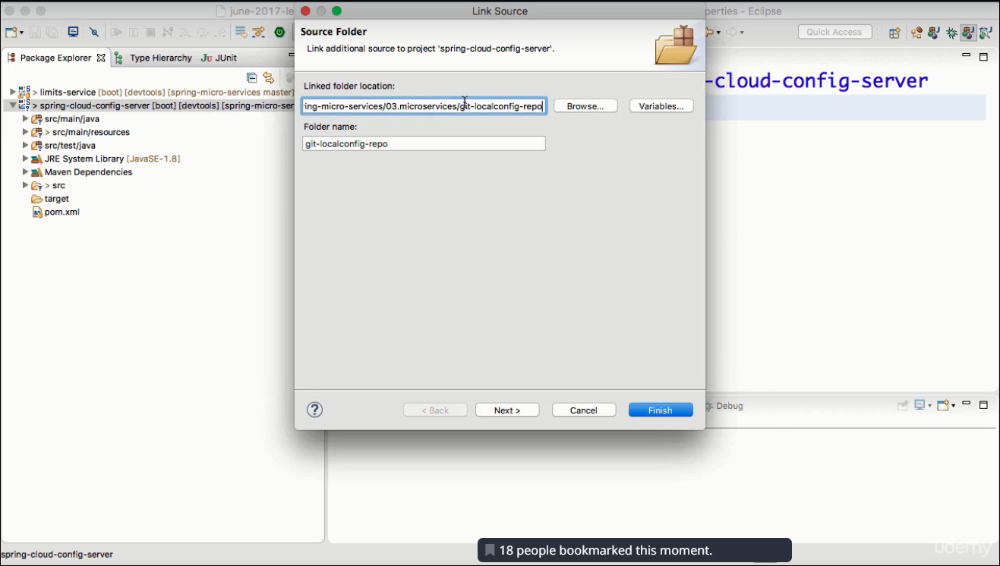 june-2017-le
Link Source
perties - Eclipse
Source Folder
Link additional source to project 'spring-cloud-config-server'.
Quick Access
Package Explorer
Type Hierarchy
Ju JUnit
> limits-service [boot] [devtools] [spring-micro-services master]
> spring-cloud-config-server [boot] [devtools] [spring-micro-ser
src/main/java
> src/main/resources
src/test/java
JRE System Library [JavaSE-1.8]
Maven Dependencies
> src
target
pom.xml
Linked folder location:
ring-micro-services/03.microservices/git-localconfig-repo
Browse...
Variables...
Folder name:
git-localconfig-repo
-cloud-config-server
?
< Back
Next >
Cancel
Finish
Debug
spring-cloud-config-server
18 people bookmarked this moment.
udemy